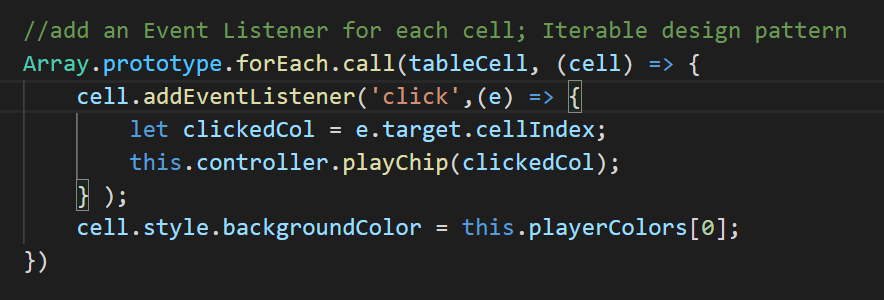 //add an Event Listener for each cell; Iterable design pattern
Array.prototype.forEach.call(tableCell, (cell) => {
    cell.addEventListener('click',(e) => {
        let clickedCol = e.target.cellIndex;
        this.controller.playChip(clickedCol);
    } );
    cell.style.backgroundColor = this.playerColors[0];
})